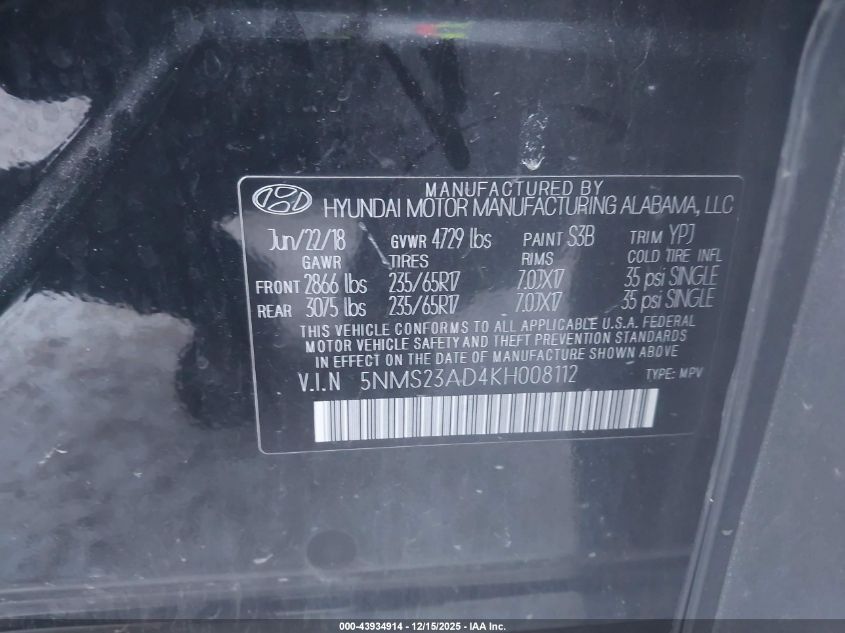 MANUFACTURED BY
HYUNDAI MOTOR MANUFACTURING ALABAMA, LLC
Jun/22/18 GVWR 4729 lbs PAINT S3B TRIM YPJ
GAWR TIRES RIMS COLD TIRE INFL
FRONT 2866 lbs 235/65R17 7.0JX17 35 psi SINGLE
REAR 3075 lbs 235/65R17 7.0JX17 35 psi SINGLE
THIS VEHICLE CONFORMS TO ALL APPLICABLE U.S.A. FEDERAL
MOTOR VEHICLE SAFETY AND THEFT PREVENTION STANDARDS
IN EFFECT ON THE DATE OF MANUFACTURE SHOWN ABOVE
V.I.N 5NMS23AD4KH008112 TYPE: MPV
000-43934914 - 12/15/2025 - IAA Inc.